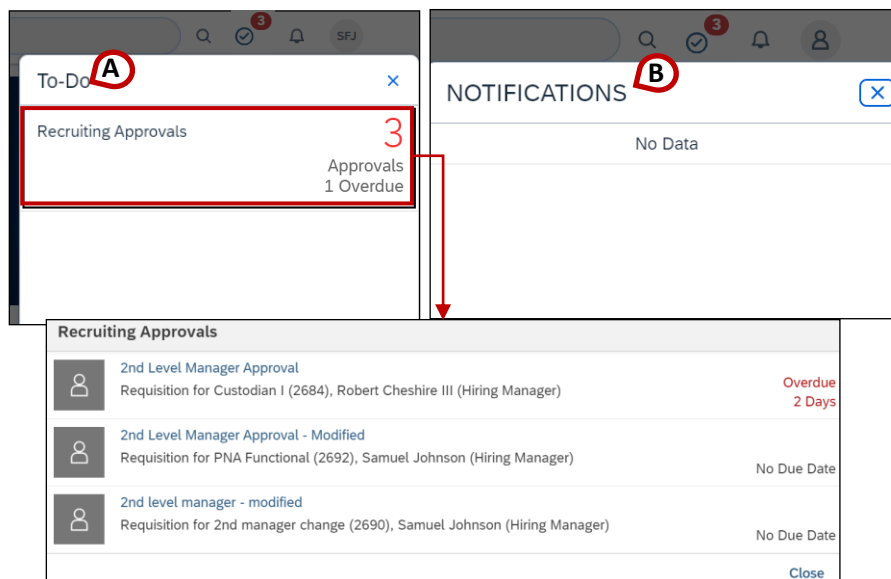 3
SFJ
To-Do
A
×
Recruiting Approvals
3
Approvals
1 Overdue
3
NOTIFICATIONS
B
×
No Data
Recruiting Approvals
2nd Level Manager Approval
Requisition for Custodian I (2684), Robert Cheshire III (Hiring Manager)
Overdue
2 Days
2nd Level Manager Approval - Modified
Requisition for PNA Functional (2692), Samuel Johnson (Hiring Manager)
No Due Date
2nd level manager - modified
Requisition for 2nd manager change (2690), Samuel Johnson (Hiring Manager)
No Due Date
Close